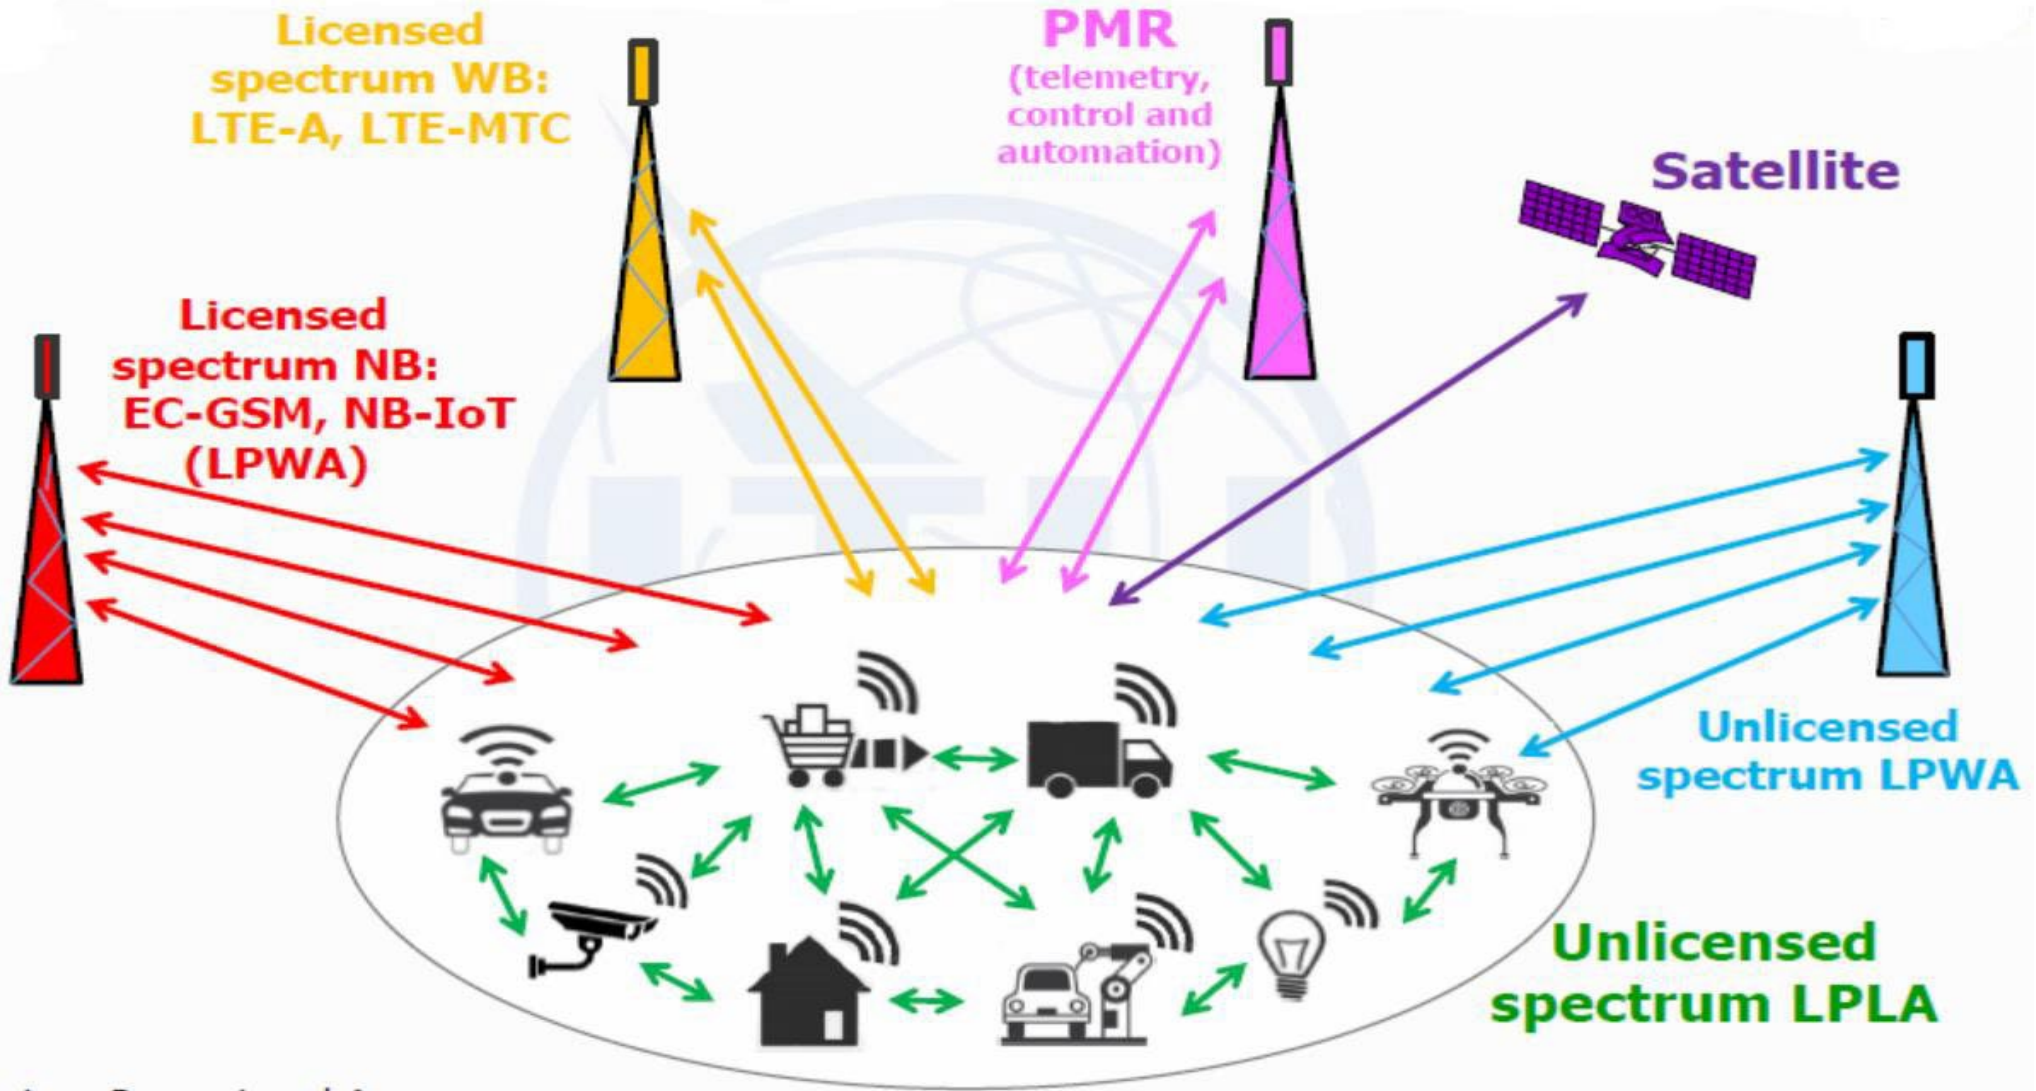 Licensed
spectrum WB:
LTE-A, LTE-MTC
PMR
(telemetry,
control and
automation)
Satellite
Licensed
spectrum NB:
EC-GSM, NB-IoT
(LPWA)
ITU
Unlicensed
spectrum LPWA
Unlicensed
spectrum LPLA